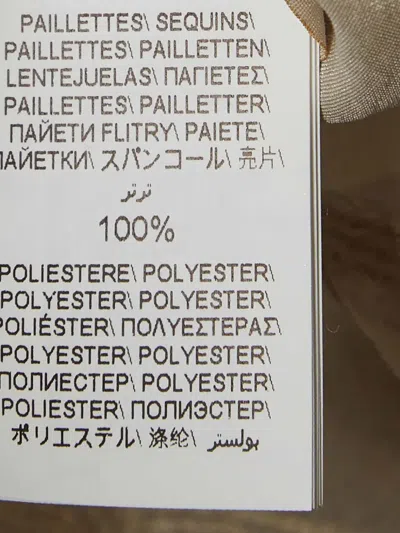 PAILLETTES\ SEQUINS\
PAILLETTES\ PAILLETTEN\
LENTEJUELAS\ ΠΑΓΙΕΤΕΣ\
PAILLETTES\ PAILLETTER\
ПАЙЕТИ FLITRY\ PAIETE\
ПАЙЕТКИ\ スパンコール\ 亮片\
ترتر
100%
POLIESTERE\ POLYESTER\
POLYESTER\ POLYESTER\
POLIÉSTER\ ΠΟΛΥΕΣΤΕΡΑΣ\
POLYESTER\ POLYESTER\
ПОЛИЕСТЕР\ POLYESTER\
POLIESTER\ ПОЛИЭСТЕР\
ポリエステル\ 涤纶\ بولستر